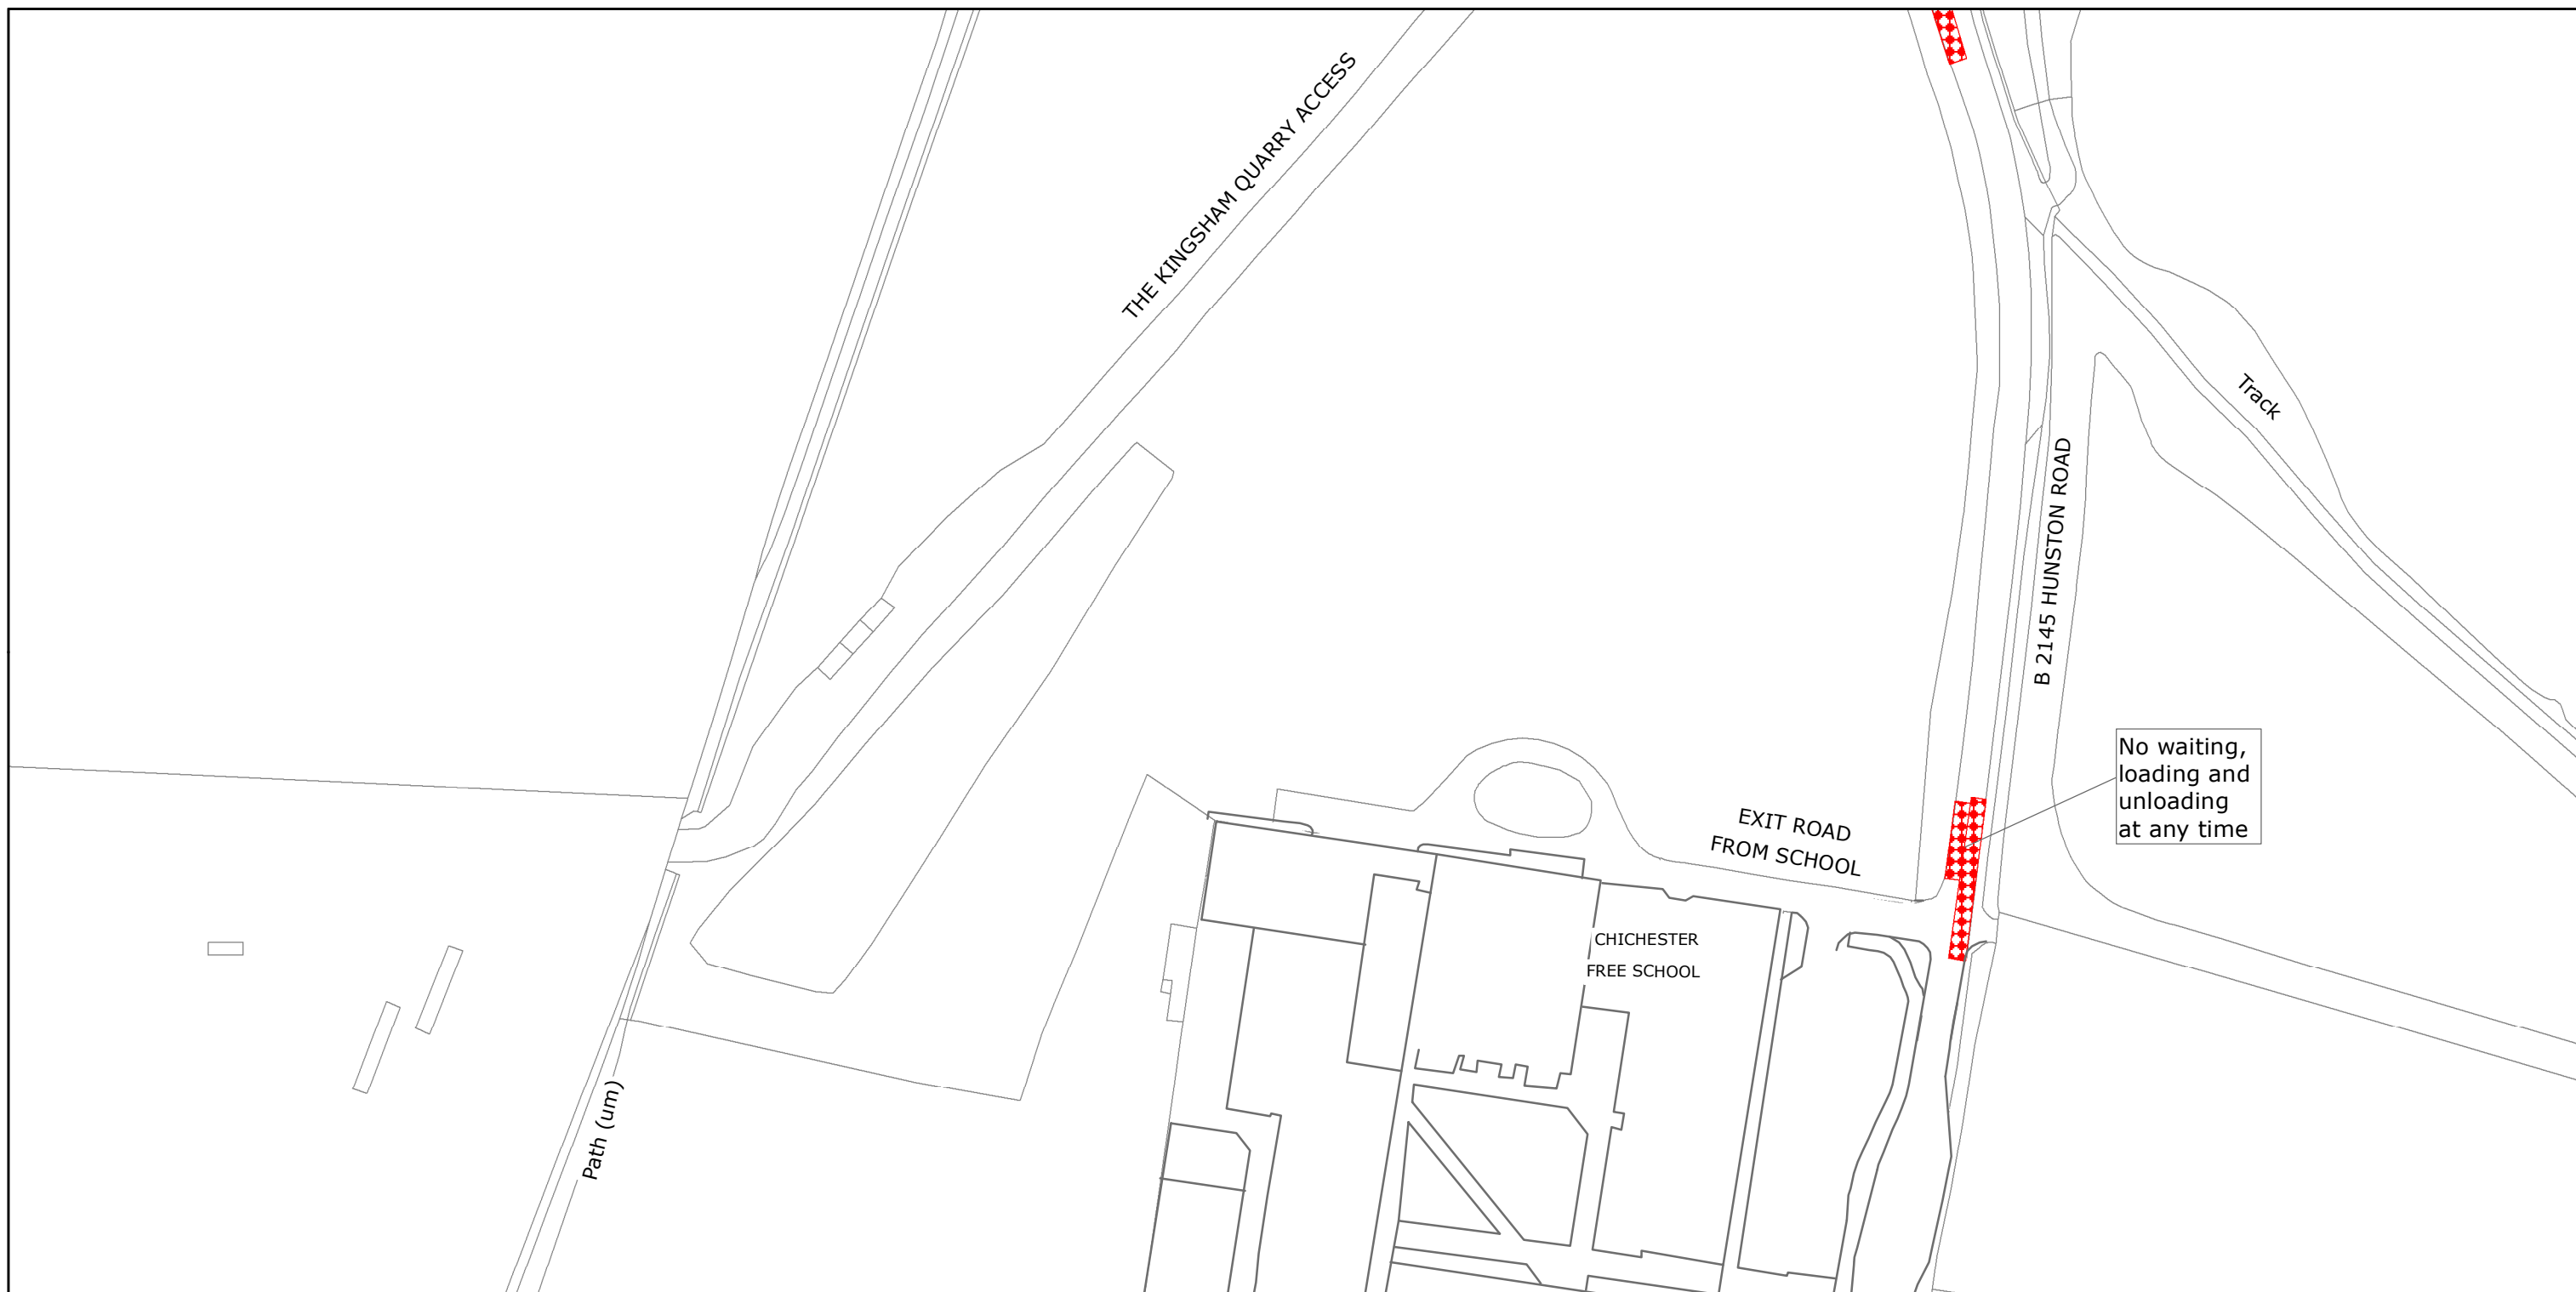 THE KINGSHAM QUARRY ACCESS
Track
B 2145 HUNSTON ROAD
No waiting,
loading and
unloading
at any time
EXIT ROAD
FROM SCHOOL
CHICHESTER
FREE SCHOOL
Path (um)